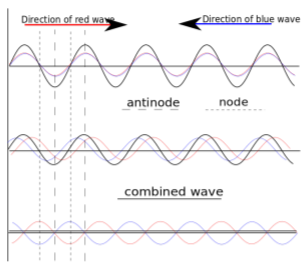 Direction of red wave
Direction of blue wave
antinode
node
combined wave